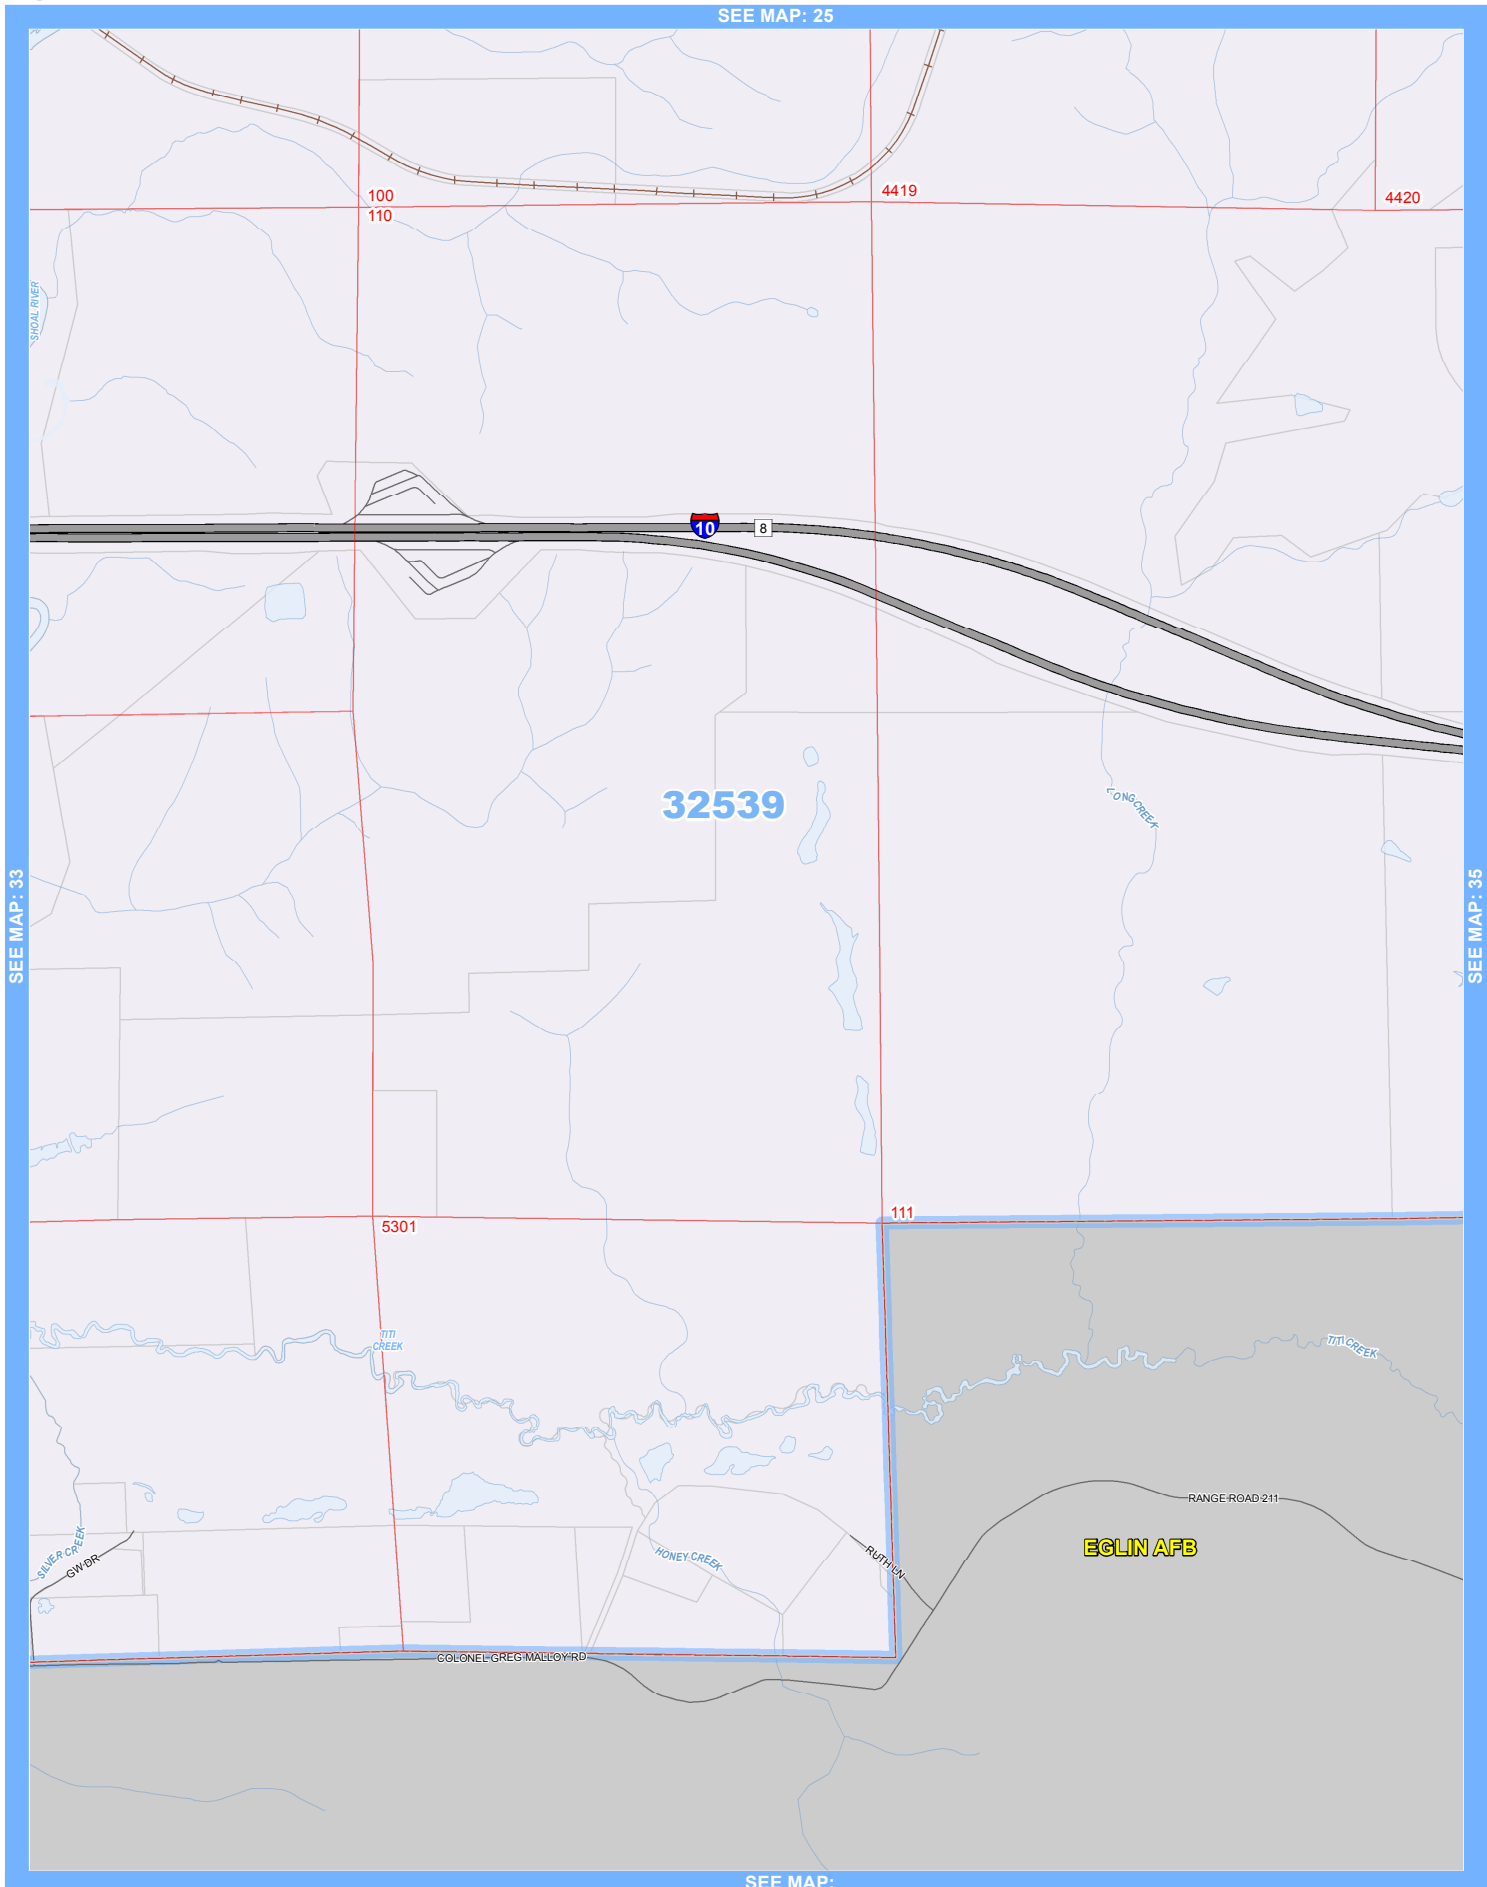 SEE MAP: 25
100
110
4419
4420
SHOAL RIVER
10
8
32539
LONG CREEK
SEE MAP: 33
SEE MAP: 35
5301
111
TITI
CREEK
TITI CREEK
RANGE ROAD 211
SILVER CREEK
GW DR
HONEY CREEK
RUTH LN
EGLIN AFB
COLONEL GREG MALLOY RD
SEE MAP: